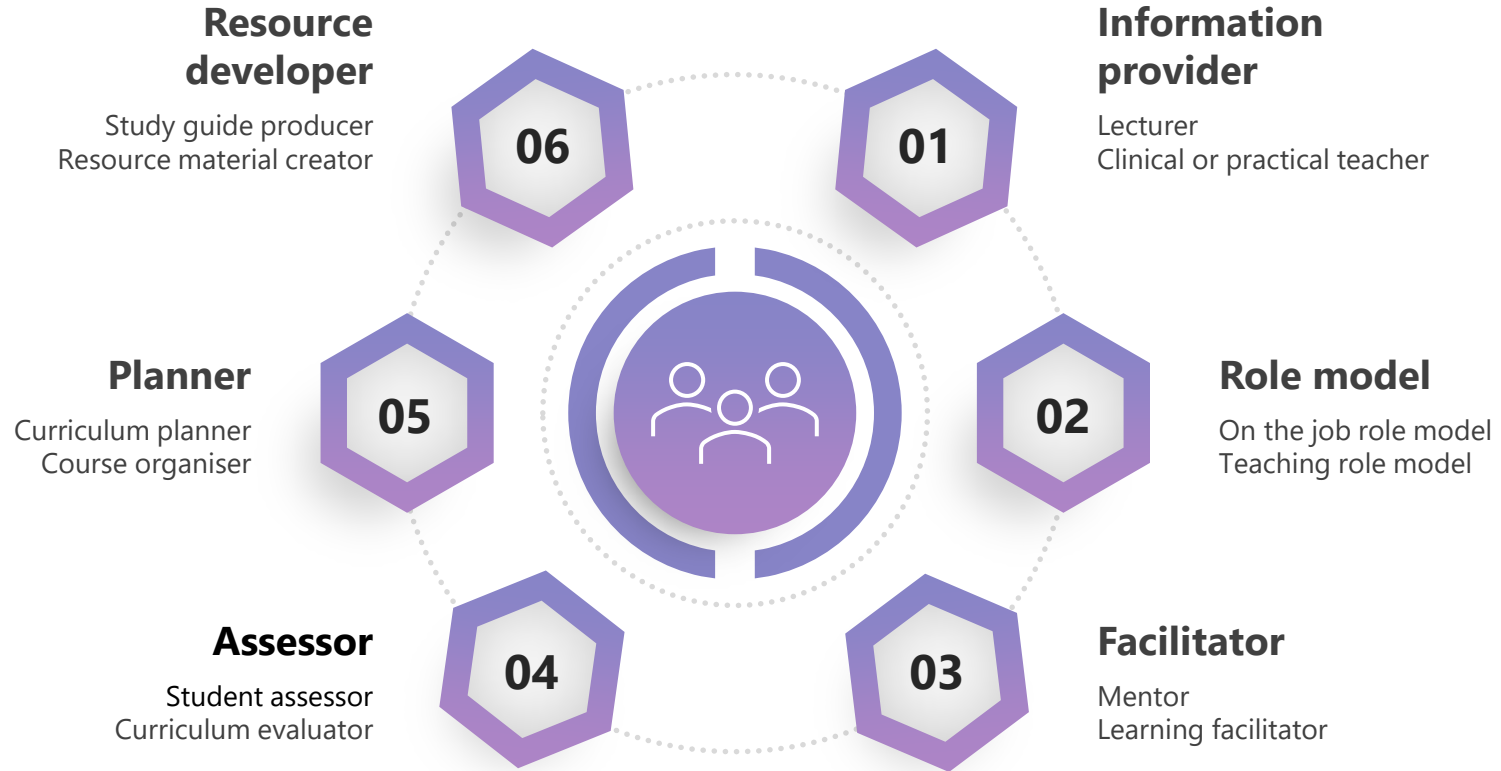 01
Information
provider
Lecturer
Clinical or practical teacher
02
Role model
On the job role model
Teaching role model
03
Facilitator
Mentor
Learning facilitator
04
Assessor
Student assessor
Curriculum evaluator
05
Planner
Curriculum planner
Course organiser
06
Resource
developer
Study guide producer
Resource material creator